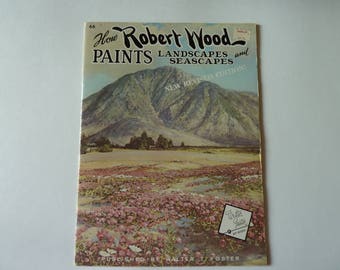 44
How Robert Wood
PAINTS LANDSCAPES and
SEASCAPES
NEW REVISED EDITION!
PUBLISHED BY WALTER T. FOSTER